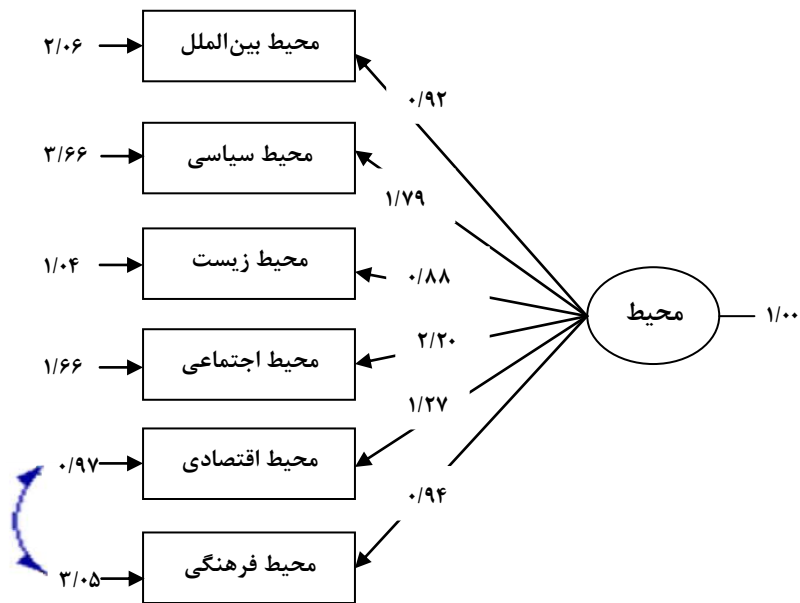 ۲/۰۶
محیط بین‌الملل
۰/۹۲
۳/۶۶
محیط سیاسی
۱/۷۹
۱/۰۴
محیط زیست
۰/۸۸
محیط
۱/۰۰
۱/۶۶
محیط اجتماعی
۲/۲۰
۱/۲۷
۰/۹۷
محیط اقتصادی
۰/۹۴
۳/۰۵
محیط فرهنگی